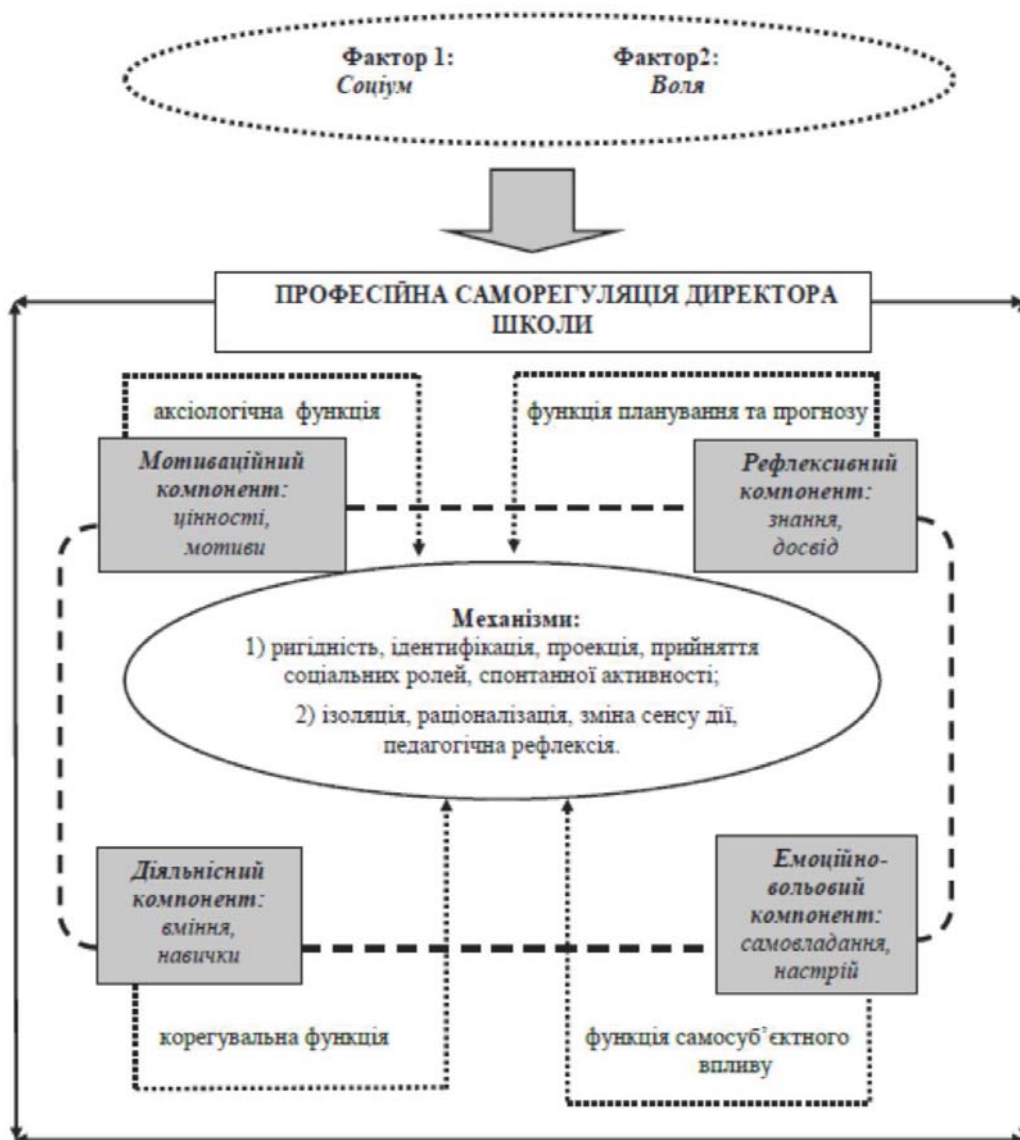 Фактор 1:
Соціум
Фактор2:
Воля
ПРОФЕСІЙНА САМОРЕГУЛЯЦІЯ ДИРЕКТОРА
ШКОЛИ
аксіологічна функція
функція планування та прогнозу
Мотиваційний
компонент:
цінності,
мотиви
Рефлексивний
компонент:
знання,
досвід
Механізми:
1) ригідність, ідентифікація, проекція, прийняття
соціальних ролей, спонтанної активності;
2) ізоляція, раціоналізація, зміна сенсу дії,
педагогічна рефлексія.
Діяльнісний
компонент:
вміння,
навички
Емоційно-
вольовий
компонент:
самовладання,
настрій
корегувальна функція
функція самосуб’єктного
впливу